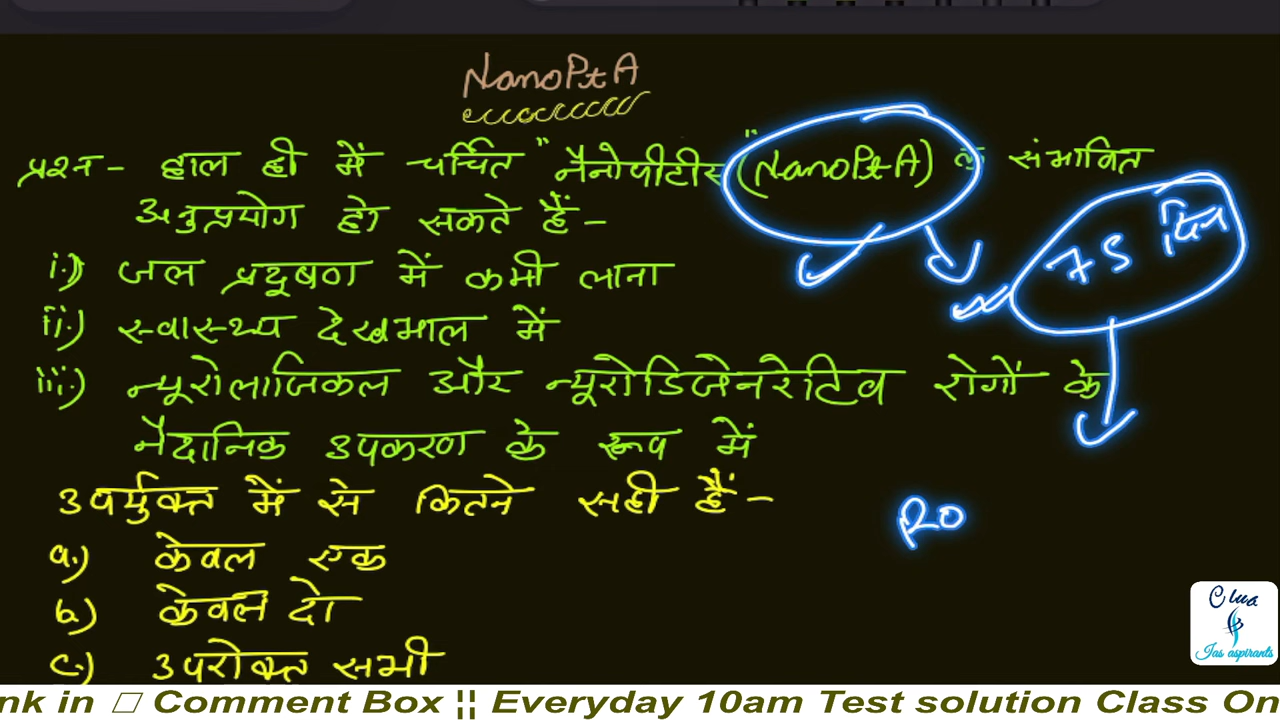 NanoPtA
प्रश्न - हाल ही में चर्चित "नैनोपीटीए" (NanoPtA) के संभावित
अनुप्रयोग हो सकते हैं -
i.) जल प्रदूषण में कमी लाना
ii.) स्वास्थ्य देखभाल में
iii.) न्यूरोलाजिकल और न्यूरोडिजेनरेटिव रोगों के
नैदानिक उपकरण के रूप में
उपर्युक्त में से कितने सही हैं -
a.) केवल एक
b.) केवल दो
c.) उपरोक्त सभी
75 दिन
Clua
Ias aspirants
nk in □ Comment Box ¦¦ Everyday 10am Test solution Class On